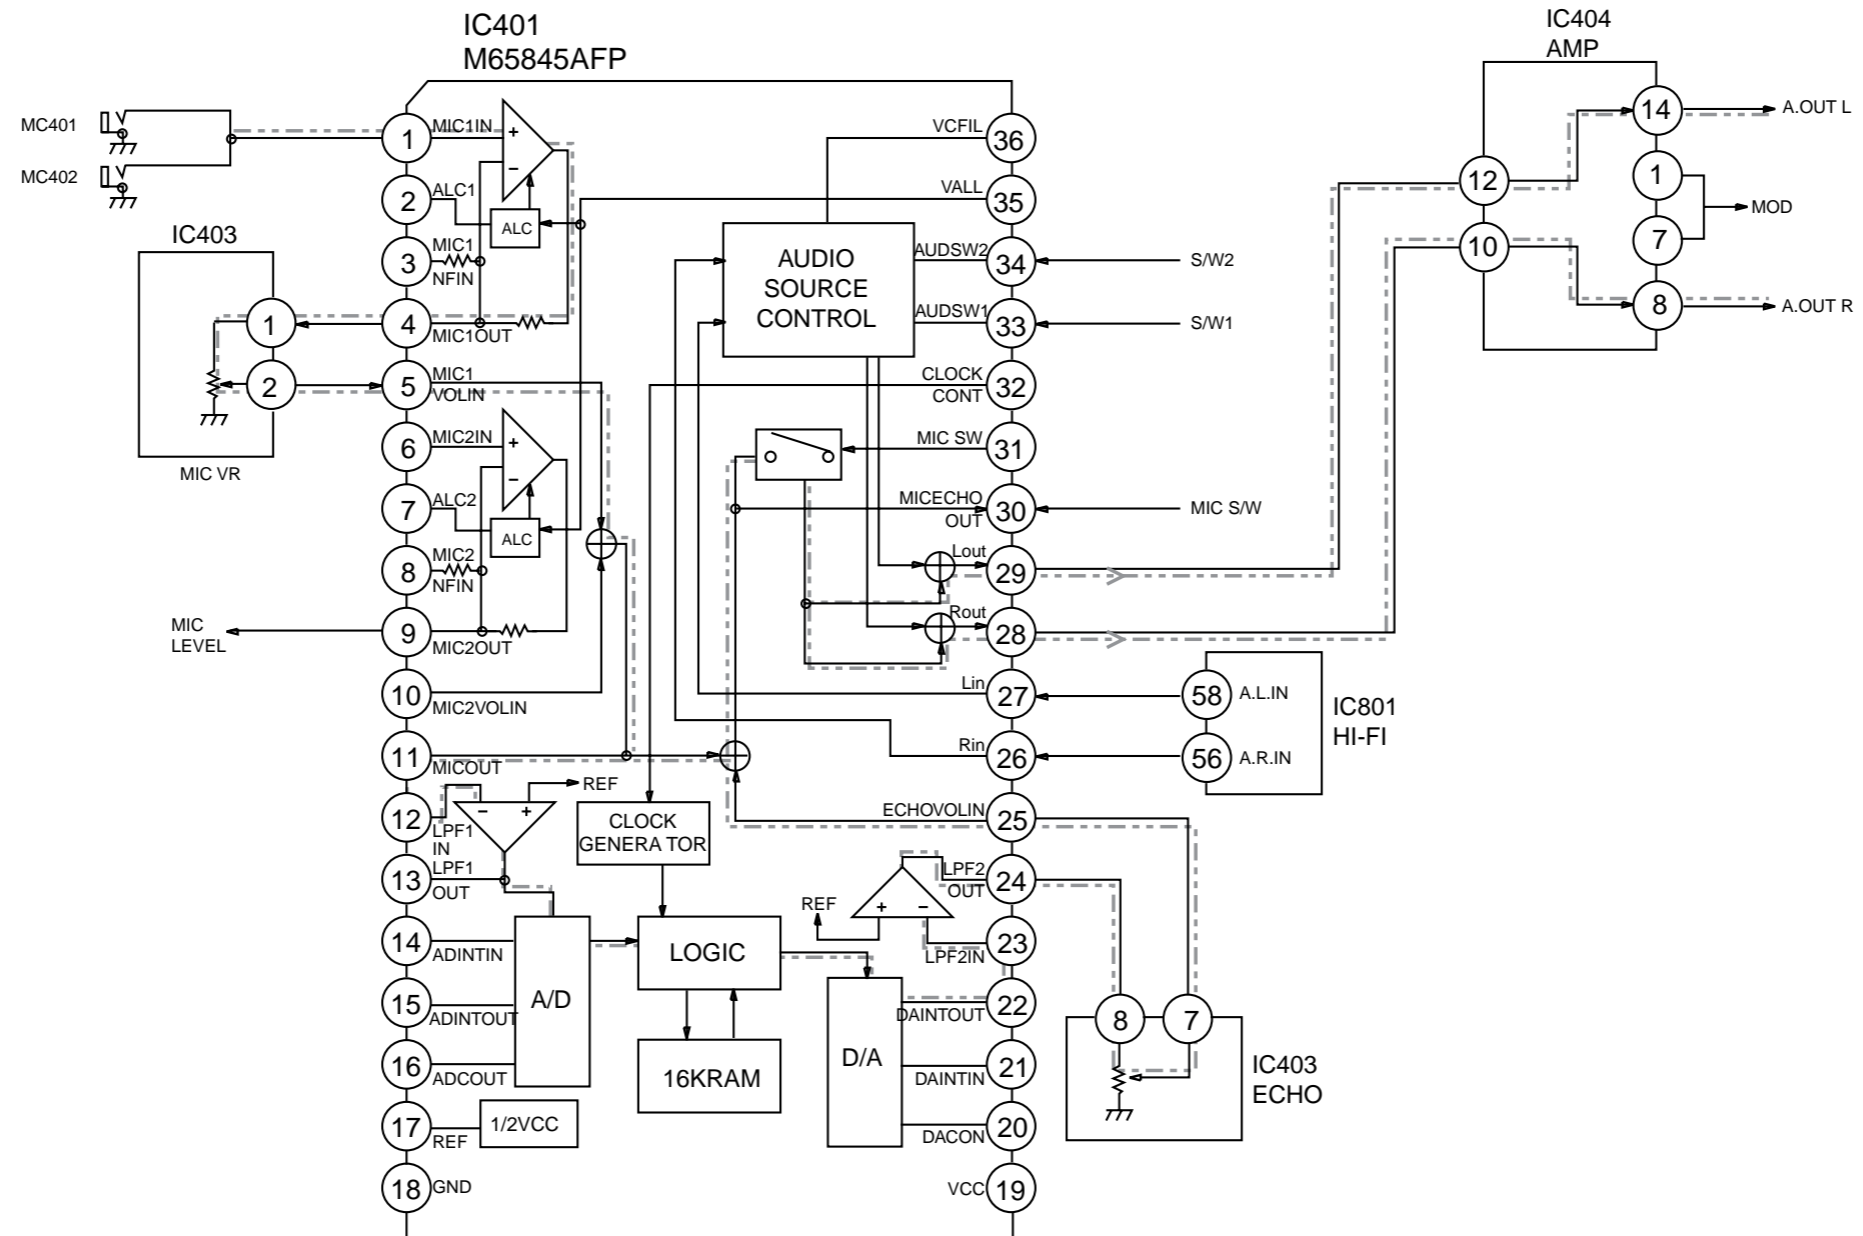 IC401
M65845AFP
IC404
AMP
MC401
MC402
IC403
1
2
MIC VR
MIC
LEVEL
1
MIC1IN
2
ALC1
3
MIC1
NFIN
4
MIC1OUT
5
MIC1
VOLIN
6
MIC2IN
7
ALC2
8
MIC2
NFIN
9
MIC2OUT
10
MIC2VOLIN
11
MICOUT
12
LPF1
IN
13
LPF1
OUT
14
ADINTIN
15
ADINTOUT
16
ADCOUT
17
REF
18
GND
+
−
ALC
+
−
ALC
−
+
REF
CLOCK
GENERA TOR
A/D
LOGIC
16KRAM
1/2VCC
D/A
REF
+
−
AUDIO
SOURCE
CONTROL
VCFIL
36
VALL
35
AUDSW2
34
S/W2
AUDSW1
33
S/W1
CLOCK
CONT
32
MIC SW
31
MICECHO
OUT
30
MIC S/W
Lout
29
Rout
28
Lin
27
Rin
26
ECHOVOLIN
25
LPF2
OUT
24
LPF2IN
23
DAINTOUT
22
DAINTIN
21
DACON
20
VCC
19
12
10
14
A.OUT L
1
7
MOD
8
A.OUT R
58
A.L.IN
56
A.R.IN
IC801
HI-FI
8
7
IC403
ECHO